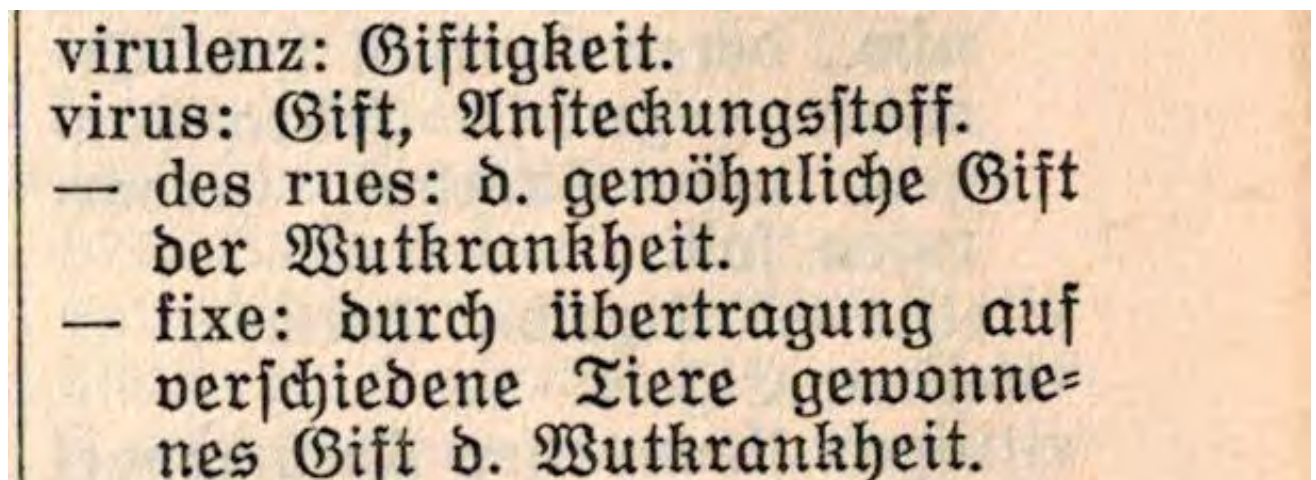 virulenz: Giftigkeit.
virus: Gift, Ansteckungsstoff.
— des rues: d. gewöhnliche Gift
der Wutkrankheit.
— fixe: durch übertragung auf
verschiedene Tiere gewonne-
nes Gift d. Wutkrankheit.